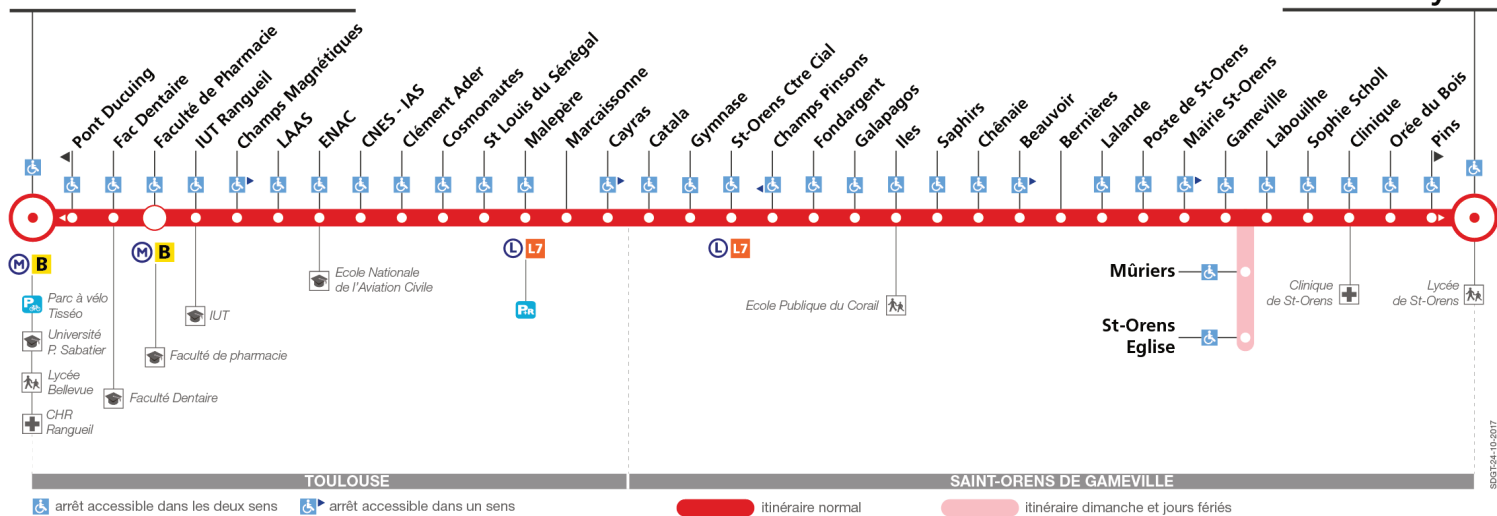 Pont Ducuing
Fac Dentaire
Faculté de Pharmacie
IUT Rangueil
Champs Magnétiques
LAAS
ENAC
CNES - IAS
Clément Ader
Cosmonautes
St Louis du Sénégal
Malepère
Marcaissonne
Cayras
Catala
Gymnase
St-Orens Ctre Cial
Champs Pinsons
Fondargent
Galapagos
Iles
Saphirs
Chênaie
Beauvoir
Bernières
Lalande
Poste de St-Orens
Mairie St-Orens
Gameville
Labouilhe
Sophie Scholl
Clinique
Orée du Bois
Pins
M B
M B
L L7
L L7
Parc à vélo
Tisséo
Université
P. Sabatier
Lycée
Bellevue
CHR
Rangueil
Faculté Dentaire
Faculté de pharmacie
IUT
Ecole Nationale
de l'Aviation Civile
P+R
Ecole Publique du Corail
Mûriers
St-Orens
Eglise
Clinique
de St-Orens
Lycée
de St-Orens
TOULOUSE
SAINT-ORENS DE GAMEVILLE
arrêt accessible dans les deux sens
arrêt accessible dans un sens
itinéraire normal
itinéraire dimanche et jours fériés
SDGT-24-10-2017